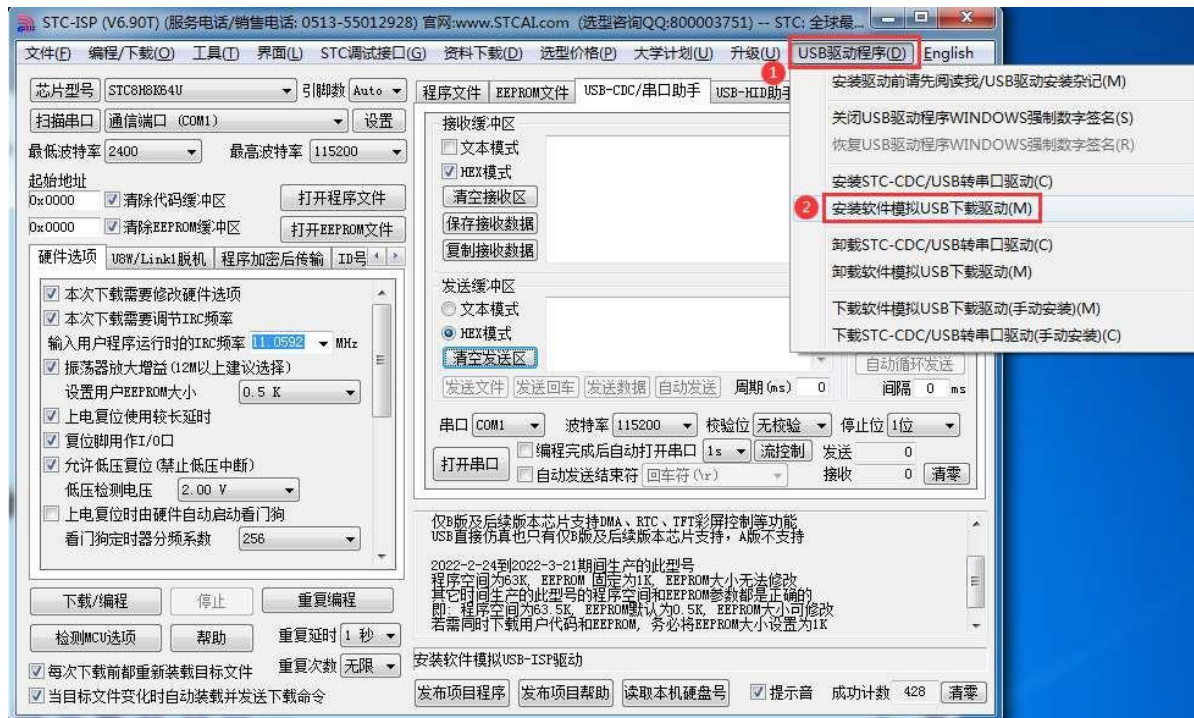 STC-ISP (V6.90T) (服务电话/销售电话: 0513-55012928) 官网:www.STCAI.com (选型咨询QQ:800003751) -- STC: 全球最...
文件(F) 编程/下载(O) 工具(T) 界面(L) STC调试接口(G) 资料下载(D) 选型价格(P) 大学计划(U) 升级(U) USB驱动程序(D) English
1
安装驱动前请先阅读我/USB驱动安装杂记(M)
关闭USB驱动程序WINDOWS强制数字签名(S)
恢复USB驱动程序WINDOWS强制数字签名(R)
安装STC-CDC/USB转串口驱动(C)
2 安装软件模拟USB下载驱动(M)
卸载STC-CDC/USB转串口驱动(C)
卸载软件模拟USB下载驱动(M)
下载软件模拟USB下载驱动(手动安装)(M)
下载STC-CDC/USB转串口驱动(手动安装)(C)
芯片型号 STC8H8K64U 引脚数 Auto
扫描串口 通信端口 (COM1) 设置
最低波特率 2400 最高波特率 115200
起始地址
0x0000 清除代码缓冲区 打开程序文件
0x0000 清除EEPROM缓冲区 打开EEPROM文件
硬件选项 U8W/Link1脱机 程序加密后传输 ID号
本次下载需要修改硬件选项
本次下载需要调节IRC频率
输入用户程序运行时的IRC频率 11.0592 MHz
振荡器放大增益(12M以上建议选择)
设置用户EEPROM大小 0.5 K
上电复位使用较长延时
复位脚用作I/O口
允许低压复位(禁止低压中断)
低压检测电压 2.00 V
上电复位时由硬件自动启动看门狗
看门狗定时器分频系数 256
下载/编程 停止 重复编程
检测MCU选项 帮助 重复延时 1 秒
每次下载前都重新装载目标文件 重复次数 无限
当目标文件变化时自动装载并发送下载命令
程序文件 EEPROM文件 USB-CDC/串口助手 USB-HID助手
接收缓冲区
文本模式
HEX模式
清空接收区
保存接收数据
复制接收数据
发送缓冲区
文本模式
HEX模式
清空发送区
自动循环发送
发送文件 发送回车 发送数据 自动发送 周期(ms) 0 间隔 0 ms
串口 COM1 波特率 115200 校验位 无校验 停止位 1位
打开串口 编程完成后自动打开串口 1s 流控制 发送 0
自动发送结束符 回车符(\r) 接收 0 清零
仅B版及后续版本芯片支持DMA、RTC、TFT彩屏控制等功能
USB直接仿真也只有仅B版及后续版本芯片支持，A版不支持
2022-2-24到2022-3-21期间生产的此型号
程序空间为63K, EEPROM 固定为1K, EEPROM大小无法修改
其它时间生产的此型号的程序空间和EEPROM参数都是正确的
即: 程序空间为63.5K, EEPROM默认为0.5K, EEPROM大小可修改
若需同时下载用户代码和EEPROM, 务必将EEPROM大小设置为1K
安装软件模拟USB-ISP驱动
发布项目程序 发布项目帮助 读取本机硬盘号 提示音 成功计数 428 清零